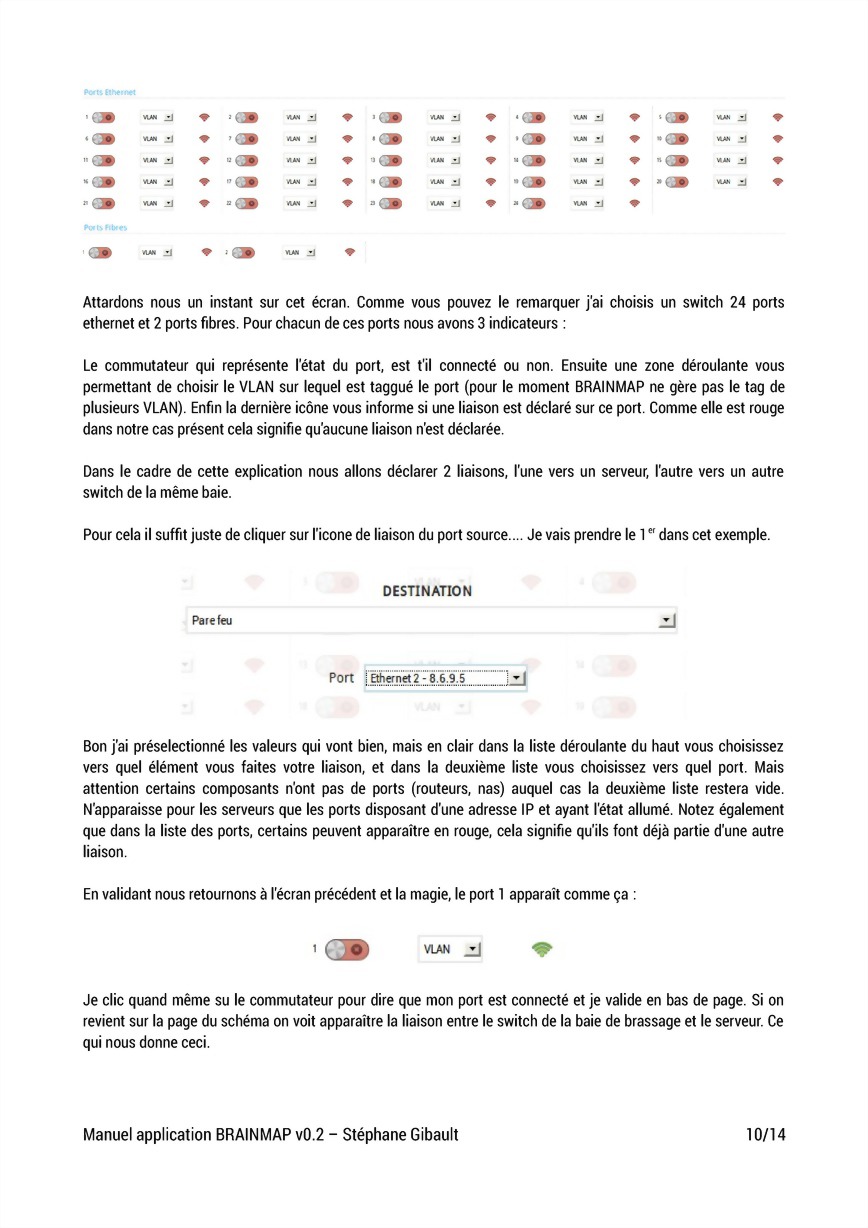 Ports Ethernet
1 VLAN 2 VLAN 3 VLAN 4 VLAN 5 VLAN
6 VLAN 7 VLAN 8 VLAN 9 VLAN 10 VLAN
11 VLAN 12 VLAN 13 VLAN 14 VLAN 15 VLAN
16 VLAN 17 VLAN 18 VLAN 19 VLAN 20 VLAN
21 VLAN 22 VLAN 23 VLAN 24 VLAN
Ports Fibres
1 VLAN 2 VLAN
Attardons nous un instant sur cet écran. Comme vous pouvez le remarquer j'ai choisis un switch 24 ports
ethernet et 2 ports fibres. Pour chacun de ces ports nous avons 3 indicateurs :
Le commutateur qui représente l'état du port, est t'il connecté ou non. Ensuite une zone déroulante vous
permettant de choisir le VLAN sur lequel est taggué le port (pour le moment BRAINMAP ne gère pas le tag de
plusieurs VLAN). Enfin la dernière icône vous informe si une liaison est déclaré sur ce port. Comme elle est rouge
dans notre cas présent cela signifie qu'aucune liaison n'est déclarée.
Dans le cadre de cette explication nous allons déclarer 2 liaisons, l'une vers un serveur, l'autre vers un autre
switch de la même baie.
Pour cela il suffit juste de cliquer sur l'icone de liaison du port source.... Je vais prendre le 1er dans cet exemple.
DESTINATION
Pare feu
Port Ethernet 2 - 8.6.9.5
Bon j'ai préselectionné les valeurs qui vont bien, mais en clair dans la liste déroulante du haut vous choisissez
vers quel élément vous faites votre liaison, et dans la deuxième liste vous choisissez vers quel port. Mais
attention certains composants n'ont pas de ports (routeurs, nas) auquel cas la deuxième liste restera vide.
N'apparaisse pour les serveurs que les ports disposant d'une adresse IP et ayant l'état allumé. Notez également
que dans la liste des ports, certains peuvent apparaître en rouge, cela signifie qu'ils font déjà partie d'une autre
liaison.
En validant nous retournons à l'écran précédent et la magie, le port 1 apparaît comme ça :
1 VLAN
Je clic quand même su le commutateur pour dire que mon port est connecté et je valide en bas de page. Si on
revient sur la page du schéma on voit apparaître la liaison entre le switch de la baie de brassage et le serveur. Ce
qui nous donne ceci.
Manuel application BRAINMAP v0.2 – Stéphane Gibault 10/14